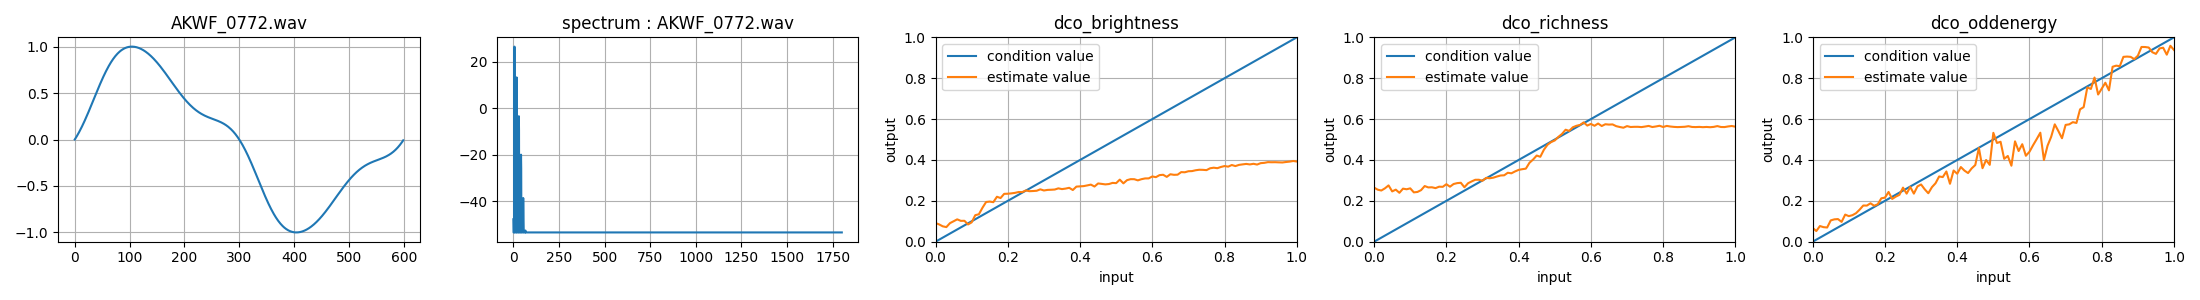 AKWF_0772.wav
1.0
0.5
0.0
−0.5
−1.0
0 100 200 300 400 500 600
spectrum : AKWF_0772.wav
20
0
−20
−40
0 250 500 750 1000 1250 1500 1750
dco_brightness
condition value
estimate value
output
1.0
0.8
0.6
0.4
0.2
0.0
0.0 0.2 0.4 0.6 0.8 1.0
input
dco_richness
condition value
estimate value
output
1.0
0.8
0.6
0.4
0.2
0.0
0.0 0.2 0.4 0.6 0.8 1.0
input
dco_oddenergy
condition value
estimate value
output
1.0
0.8
0.6
0.4
0.2
0.0
0.0 0.2 0.4 0.6 0.8 1.0
input